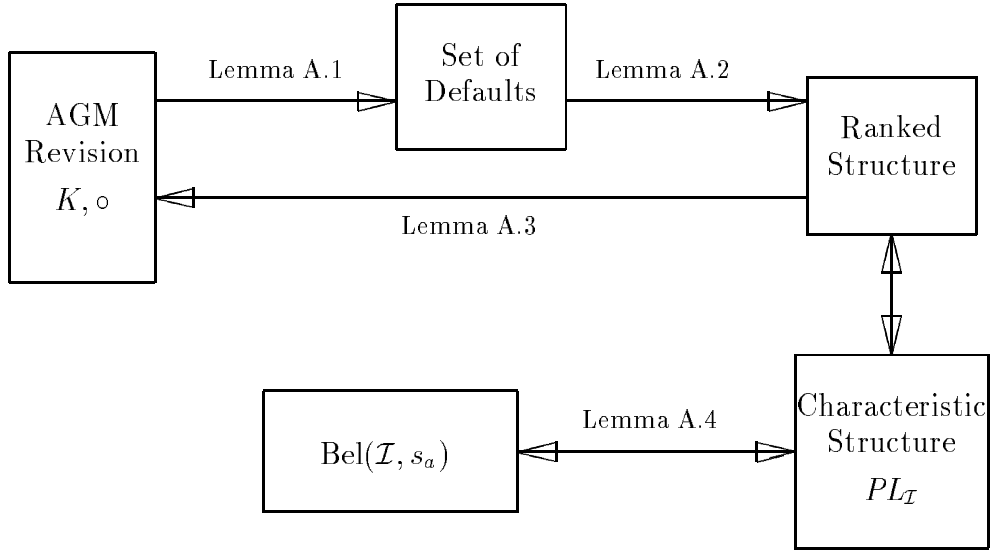 Lemma A.1
Set of
Defaults
Lemma A.2
AGM
Revision
K, ∘
Ranked
Structure
Lemma A.3
Bel(ℐ, sₐ)
Lemma A.4
Characteristic
Structure
PL_ℐ